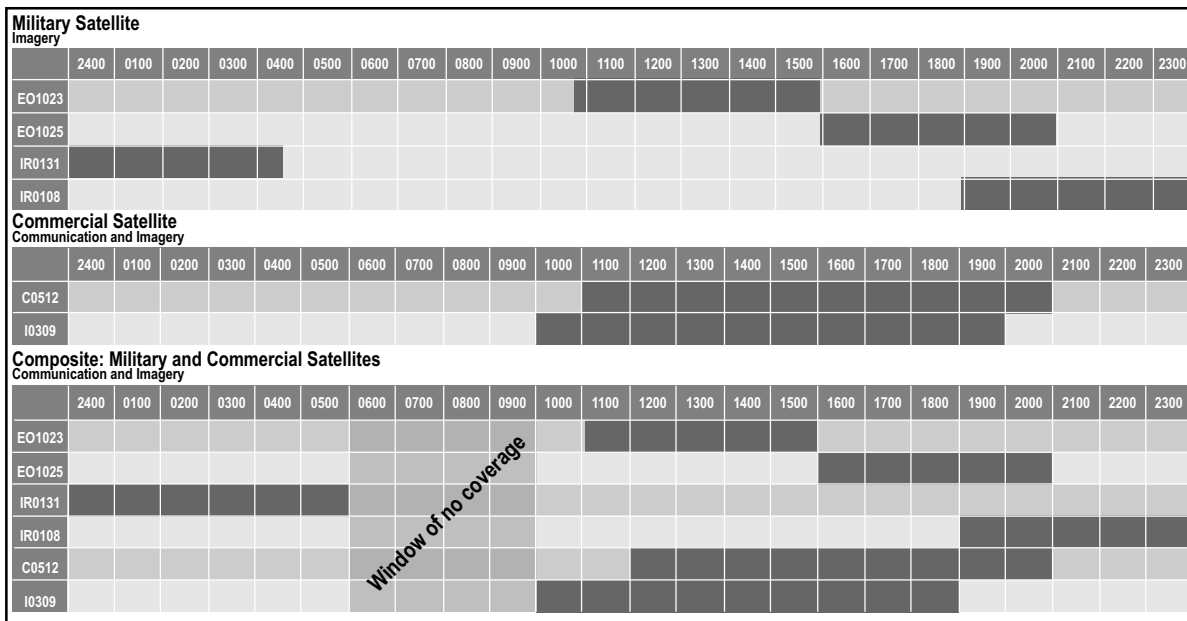 Military Satellite
Imagery
2400 0100 0200 0300 0400 0500 0600 0700 0800 0900 1000 1100 1200 1300 1400 1500 1600 1700 1800 1900 2000 2100 2200 2300
EO1023
EO1025
IR0131
IR0108
Commercial Satellite
Communication and Imagery
2400 0100 0200 0300 0400 0500 0600 0700 0800 0900 1000 1100 1200 1300 1400 1500 1600 1700 1800 1900 2000 2100 2200 2300
C0512
I0309
Composite: Military and Commercial Satellites
Communication and Imagery
2400 0100 0200 0300 0400 0500 0600 0700 0800 0900 1000 1100 1200 1300 1400 1500 1600 1700 1800 1900 2000 2100 2200 2300
EO1023
EO1025
IR0131
IR0108
C0512
I0309
Window of no coverage